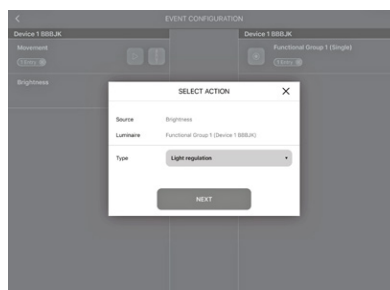 EVENT CONFIGURATION
Device 1 BBBJK
Device 1 BBBJK
Movement
Functional Group 1 (Single)
Brightness
SELECT ACTION
Source Brightness
Luminaire Functional Group 1 (Device 1 BBBJK)
Type Light regulation
NEXT